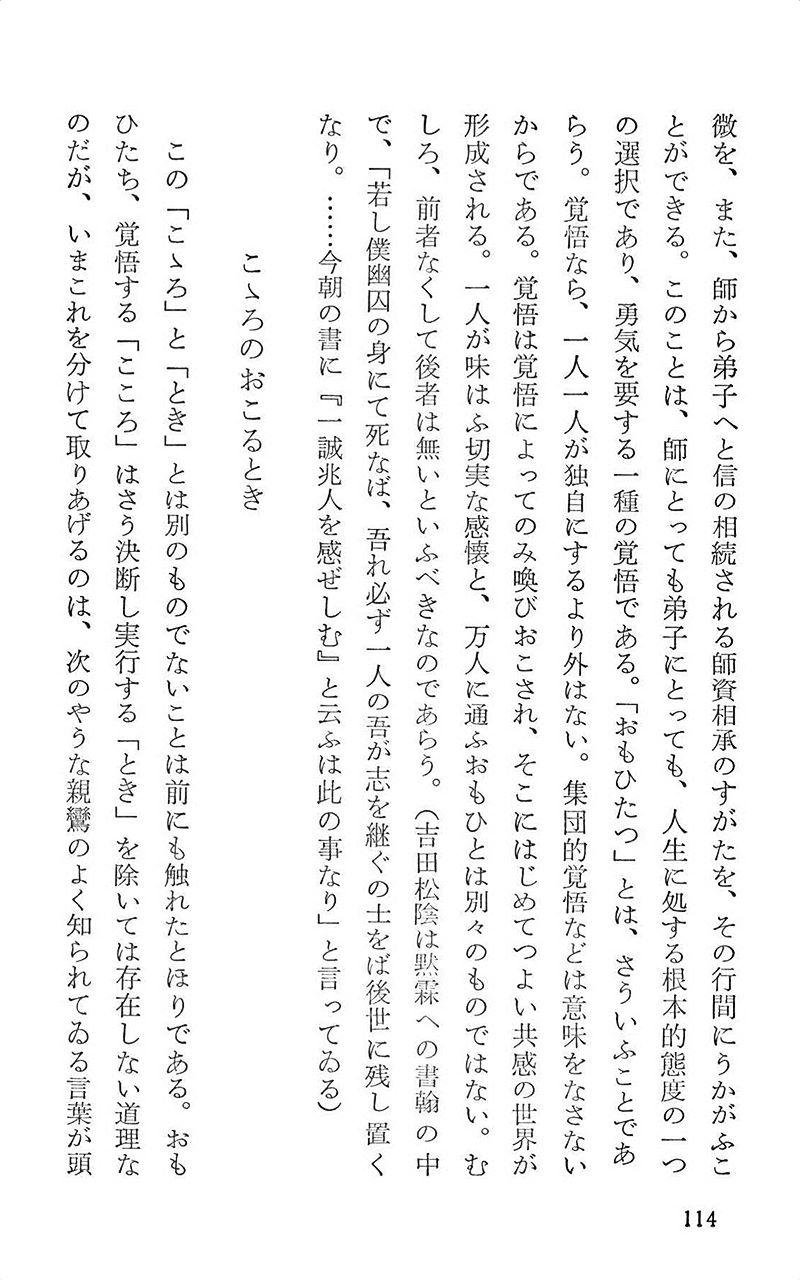 微を、また、師から弟子へと信の相続される師資相承のすがたを、その行間にうかがふこ
とができる。このことは、師にとっても弟子にとっても、人生に処する根本的態度の一つ
の選択であり、勇気を要する一種の覚悟である。「おもひたつ」とは、さういふことであ
らう。覚悟なら、一人一人が独自にするより外はない。集団的覚悟などは意味をなさない
からである。覚悟は覚悟によってのみ喚びおこされ、そこにはじめてつよい共感の世界が
形成される。一人が味はふ切実な感懐と、万人に通ふおもひとは別々のものではない。む
しろ、前者なくして後者は無いといふべきなのであらう。（吉田松陰は黙霖への書翰の中
で、「若し僕幽囚の身にて死なば、吾れ必ず一人の吾が志を継ぐの士をば後世に残し置く
なり。……今朝の書に『一誠兆人を感ぜしむ』と云ふは此の事なり」と言ってゐる）
こゝろのおこるとき
この「こゝろ」と「とき」とは別のものでないことは前にも触れたとほりである。おも
ひたち、覚悟する「こころ」はさう決断し実行する「とき」を除いては存在しない道理な
のだが、いまこれを分けて取りあげるのは、次のやうな親鸞のよく知られてゐる言葉が頭
114